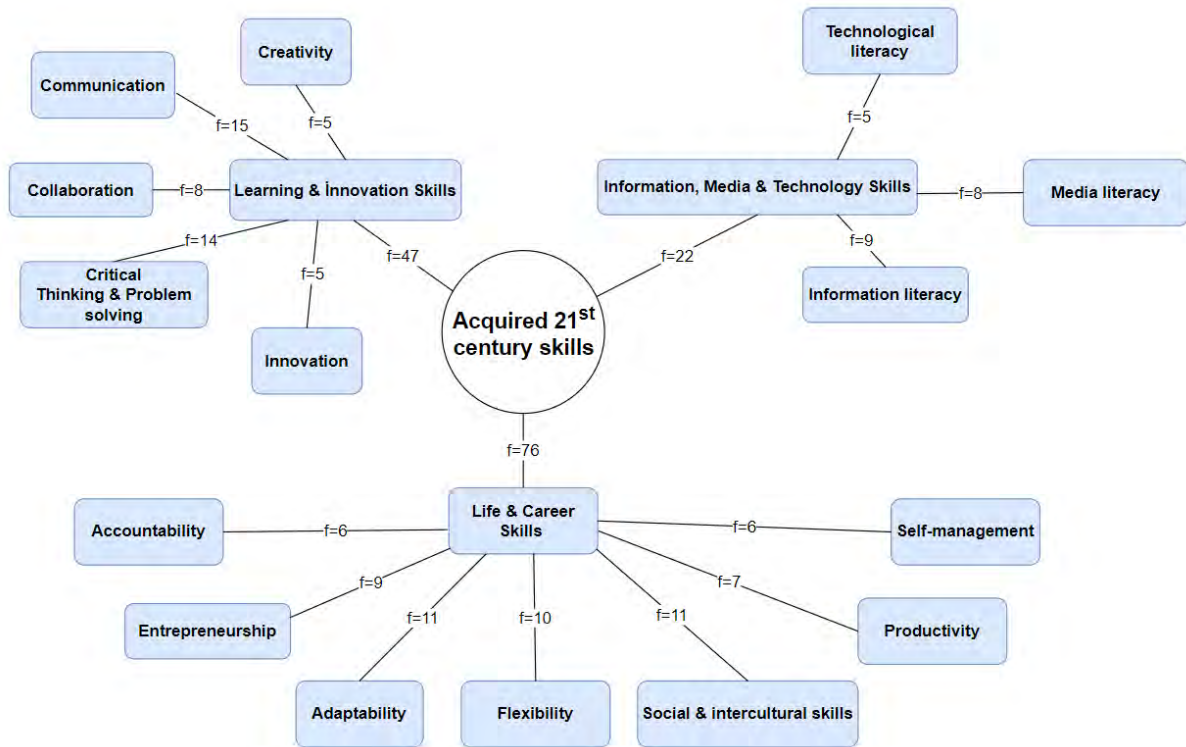 Technological
literacy
Creativity
Communication
f=5
f=15
f=5
Learning & İnnovation Skills
Information, Media & Technology Skills
Collaboration
f=8
f=8
Media literacy
f=14
f=47
f=22
f=9
Critical
Thinking & Problem
solving
f=5
Information literacy
Acquired 21st
century skills
Innovation
f=76
Life & Career
Skills
Accountability
f=6
f=6
Self-management
f=9
f=7
Entrepreneurship
f=11
f=10
f=11
Productivity
Adaptability
Flexibility
Social & intercultural skills